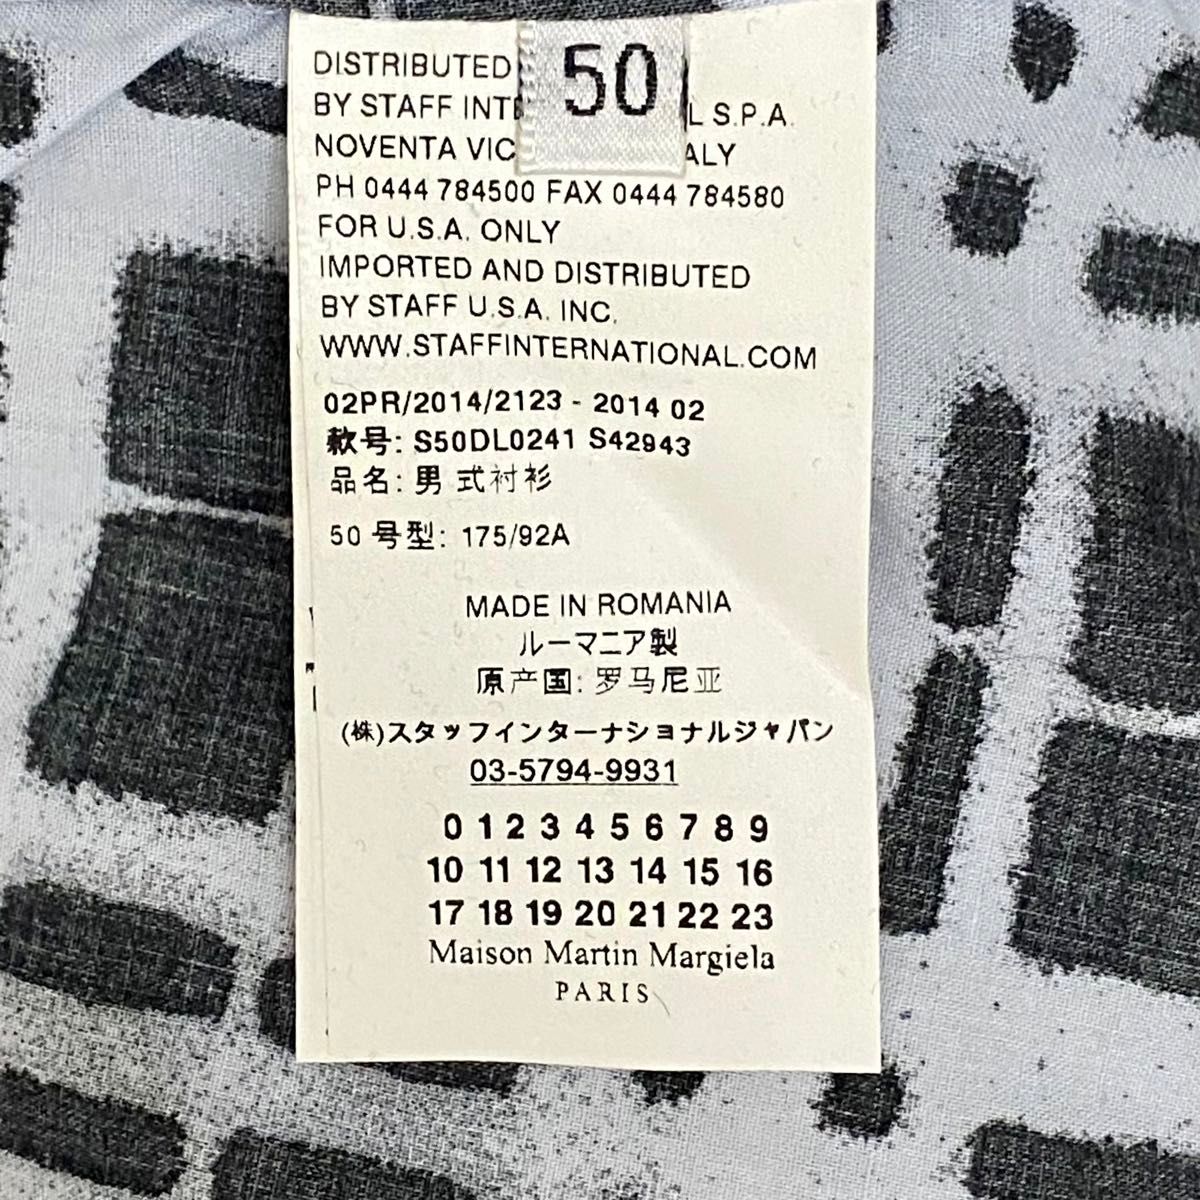 50
DISTRIBUTED
BY STAFF L S.P.A.
NOVENTA
PH 0444 784500 FAX 0444 784580
FOR U.S.A. ONLY
IMPORTED AND DISTRIBUTED
BY STAFF U.S.A. INC.
WWW.STAFFINTERNATIONAL.COM
02PR/2014/2123 - 2014 02
款号: S50DL0241 S42943
品名: 男 式衬衫
50 号型: 175/92A
MADE IN ROMANIA
ルーマニア製
原产国: 罗马尼亚
(株)スタッフインターナショナルジャパン
03-5794-9931
0 1 2 3 4 5 6 7 8 9
10 11 12 13 14 15 16
17 18 19 20 21 22 23
Maison Martin Margiela
PARIS